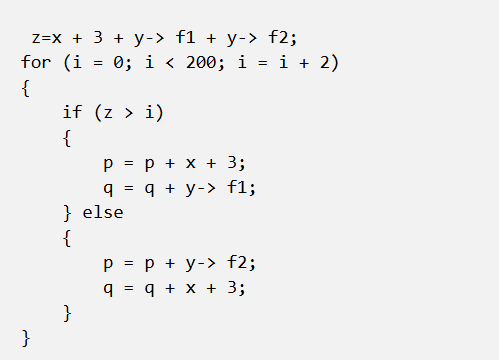 z=x + 3 + y-> f1 + y-> f2;
for (i = 0; i < 200; i = i + 2)
{
    if (z > i)
    {
        p = p + x + 3;
        q = q + y-> f1;
    } else
    {
        p = p + y-> f2;
        q = q + x + 3;
    }
}